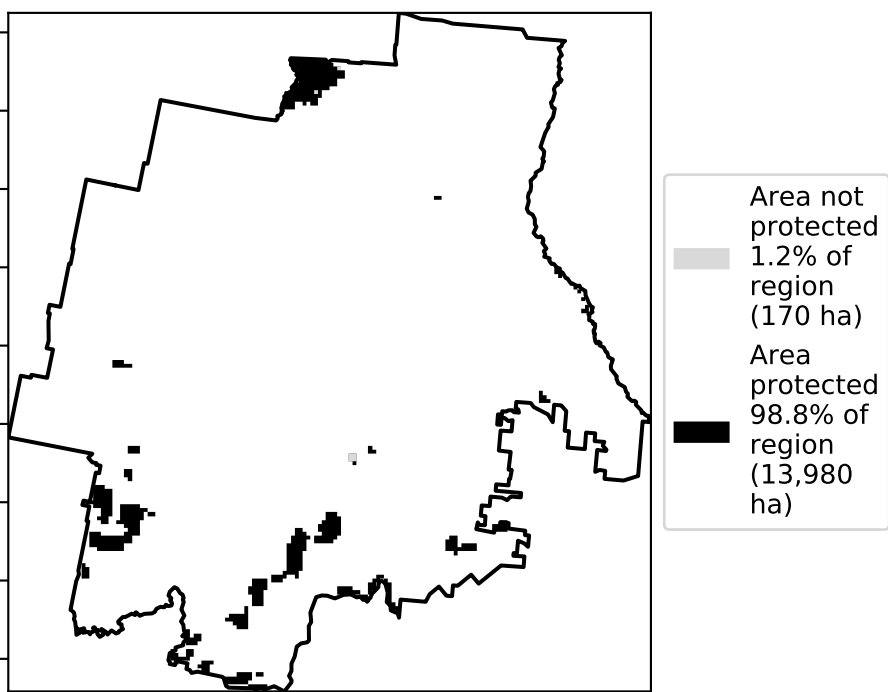 Area not
protected
1.2% of
region
(170 ha)
Area
protected
98.8% of
region
(13,980
ha)